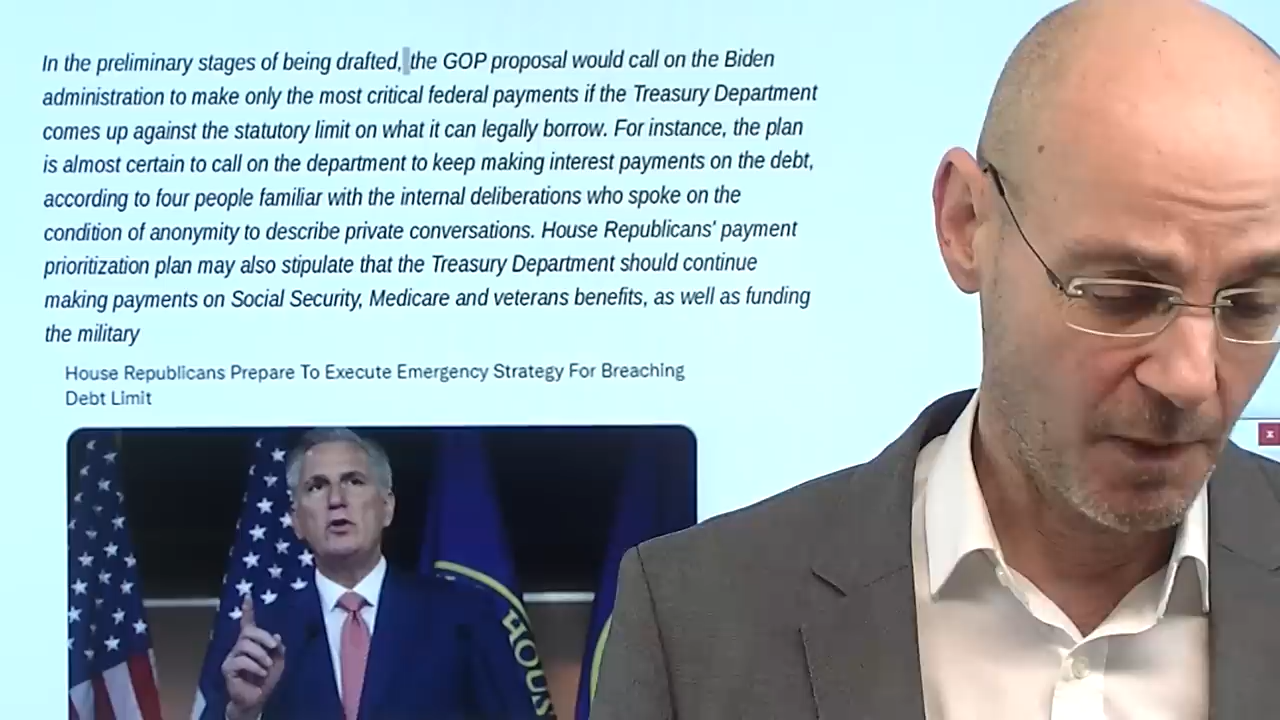 In the preliminary stages of being drafted, the GOP proposal would call on the Biden
administration to make only the most critical federal payments if the Treasury Department
comes up against the statutory limit on what it can legally borrow. For instance, the plan
is almost certain to call on the department to keep making interest payments on the debt,
according to four people familiar with the internal deliberations who spoke on the
condition of anonymity to describe private conversations. House Republicans' payment
prioritization plan may also stipulate that the Treasury Department should continue
making payments on Social Security, Medicare and veterans benefits, as well as funding
the military
House Republicans Prepare To Execute Emergency Strategy For Breaching
Debt Limit
x
HOUS